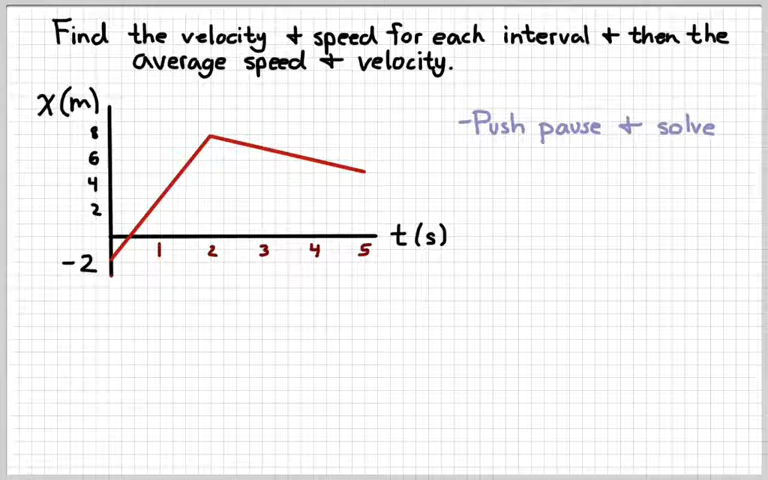 Find the velocity + speed for each interval + then the
average speed + velocity.
x(m)
-Push pause + solve
8
6
4
2
t(s)
1 2 3 4 5
-2